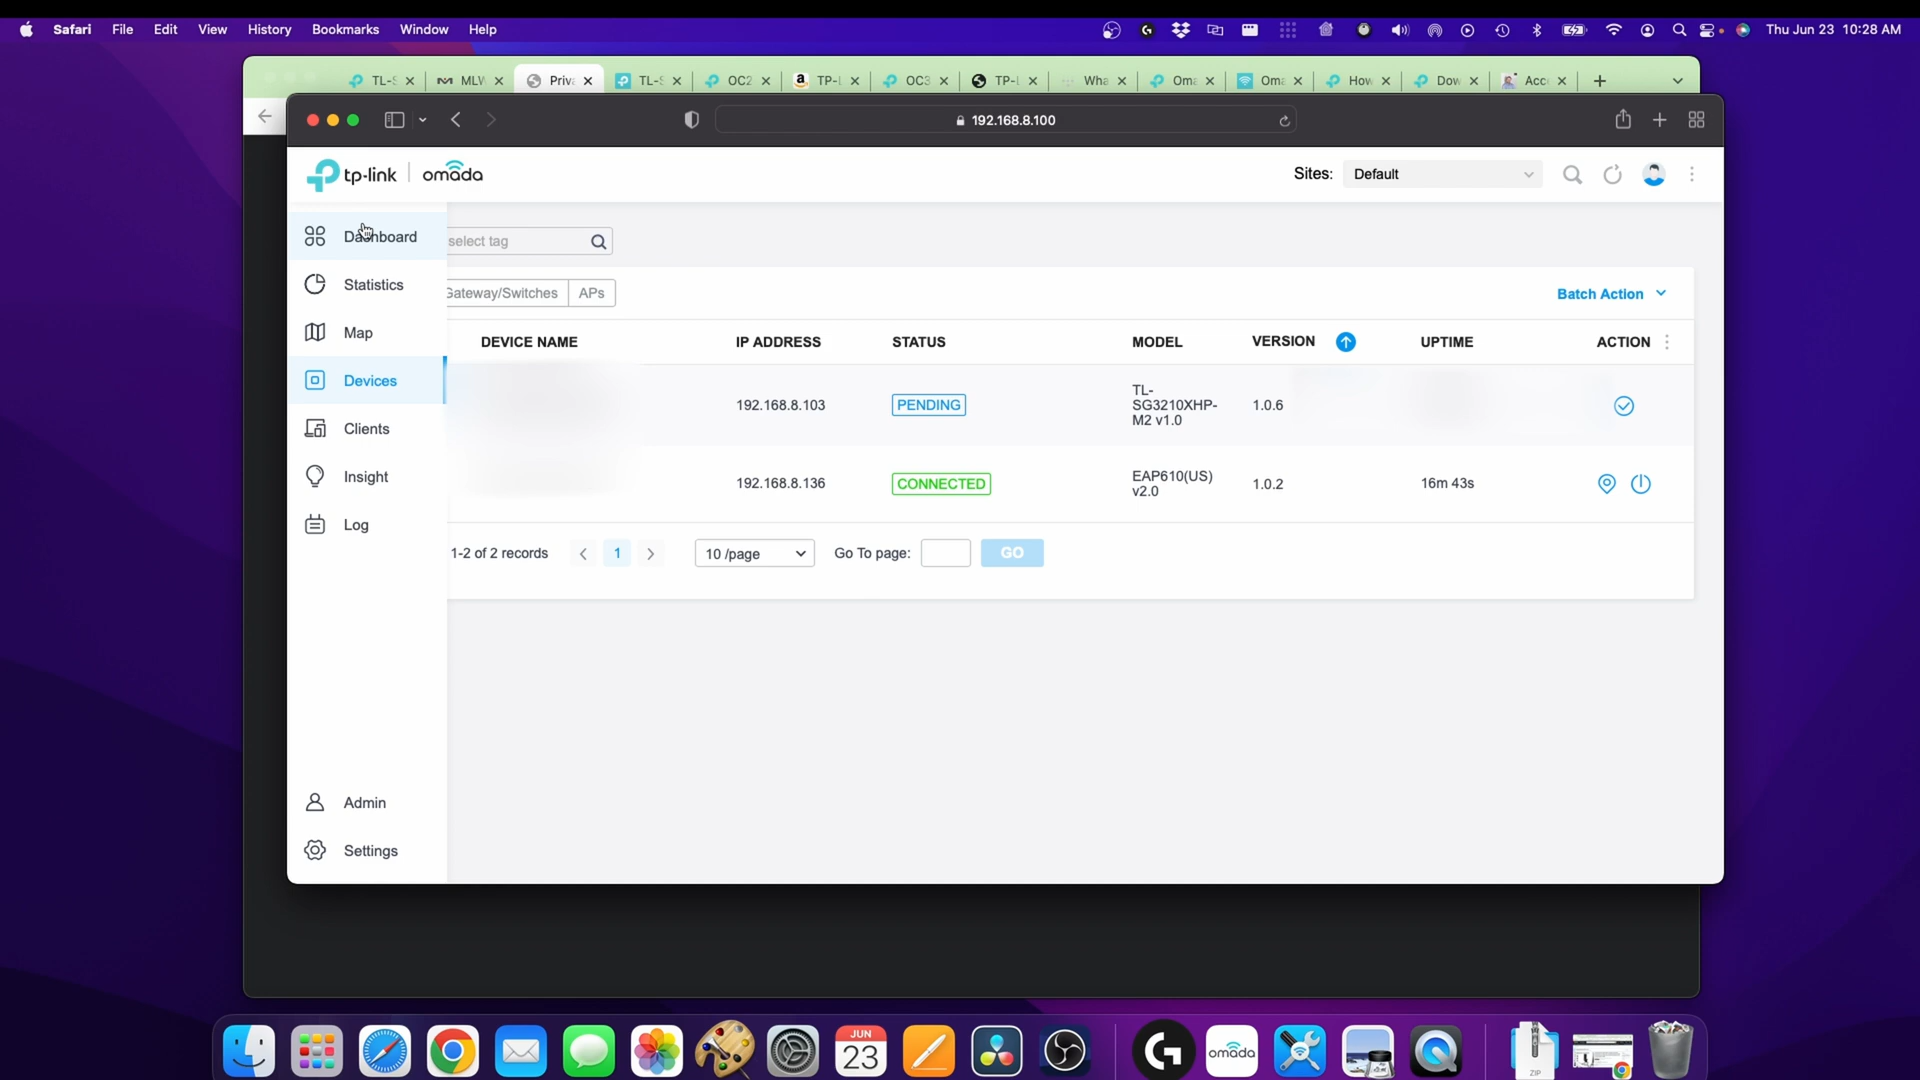 Safari File Edit View History Bookmarks Window Help Thu Jun 23 10:28 AM
TL-S MLW Priva TL-S OC2 TP-L OC3 TP-L Wha Oma Oma How Dow Acc
192.168.8.100
tp-link | omada Sites: Default
Dashboard select tag
Statistics Gateway/Switches APs Batch Action
Map DEVICE NAME IP ADDRESS STATUS MODEL VERSION UPTIME ACTION
Devices 192.168.8.103 PENDING TL-
SG3210XHP-
M2 v1.0 1.0.6
Clients
Insight 192.168.8.136 CONNECTED EAP610(US)
v2.0 1.0.2 16m 43s
Log
1-2 of 2 records 1 10 /page Go To page: GO
Admin
Settings
JUN
23
omada
ZIP